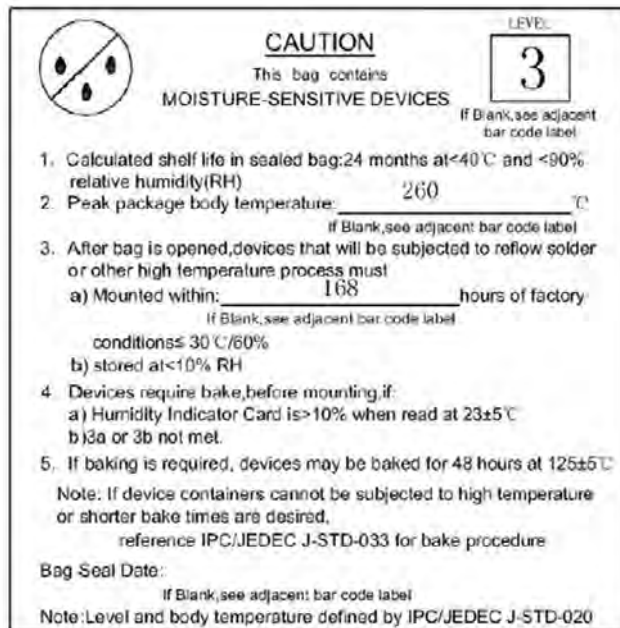 LEVEL
CAUTION
3
This bag contains
MOISTURE-SENSITIVE DEVICES
If Blank,see adjacent
bar code label
1. Calculated shelf life in sealed bag:24 months at<40℃ and <90%
relative humidity(RH)
2. Peak package body temperature: 260 ℃
If Blank,see adjacent bar code label
3. After bag is opened,devices that will be subjected to reflow solder
or other high temperature process must
a) Mounted within: 168 hours of factory
If Blank,see adjacent bar code label
conditions≤ 30℃/60%
b) stored at<10% RH
4. Devices require bake,before mounting,if:
a) Humidity Indicator Card is>10% when read at 23±5℃
b)3a or 3b not met.
5. If baking is required, devices may be baked for 48 hours at 125±5℃
Note: If device containers cannot be subjected to high temperature
or shorter bake times are desired,
reference IPC/JEDEC J-STD-033 for bake procedure
Bag Seal Date:
If Blank,see adjacent bar code label
Note:Level and body temperature defined by IPC/JEDEC J-STD-020